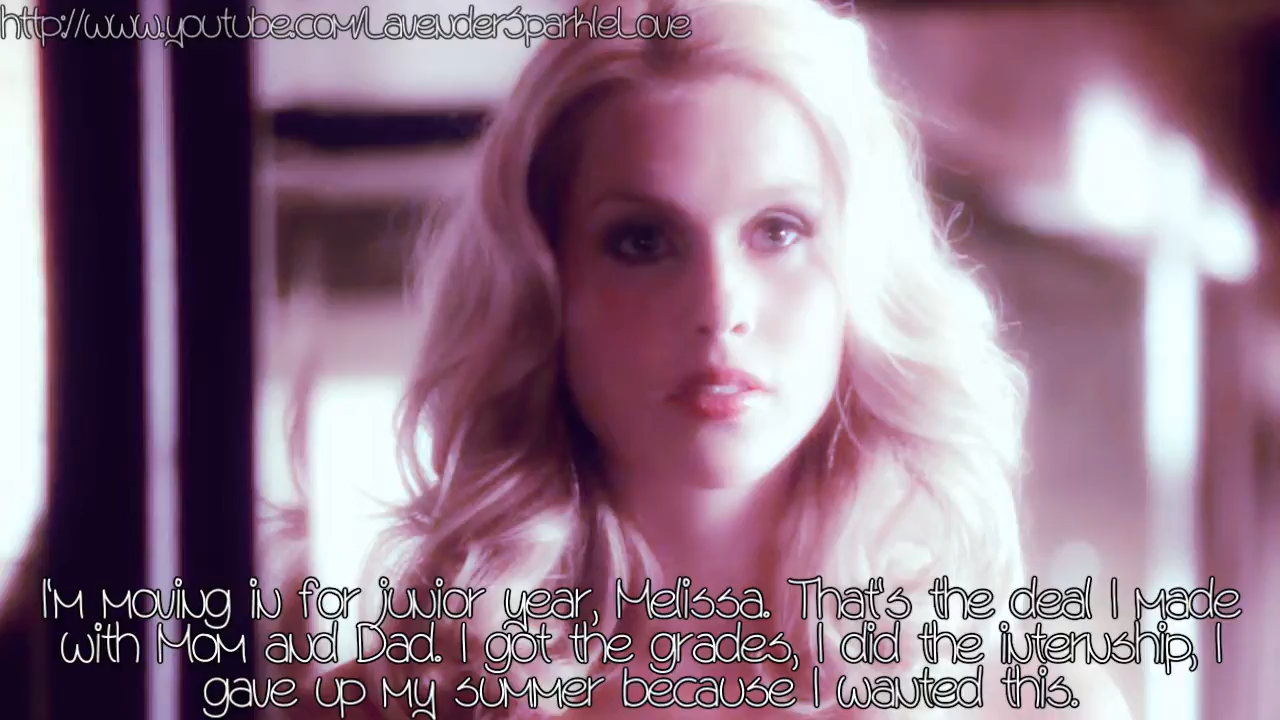 http://www.youtube.com/LavenderSparkleLove
I'm moving in for junior year, Melissa. That's the deal I made
with Mom and Dad. I got the grades, I did the internship, I
gave up my summer because I wanted this.